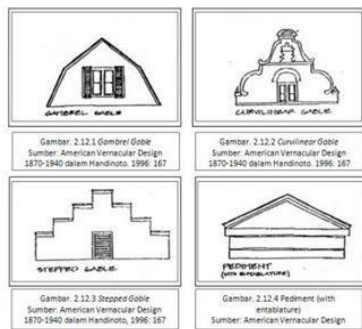 GAMBREL GABLE
CURVILINEAR GABLE
Gambar. 2.12.1 Gambrel Gable
Sumber: American Vernacular Design
1870-1940 dalam Handinoto. 1996: 167
Gambar. 2.12.2 Curvilinear Gable
Sumber: American Vernacular Design
1870-1940 dalam Handinoto. 1996: 167
STEPPED GABLE
PEDIMENT
(WITH ENTABLATURE)
Gambar. 2.12.3 Stepped Gable
Sumber: American Vernacular Design
1870-1940 dalam Handinoto, 1996: 167
Gambar. 2.12.4 Pediment (with
entablature)
Sumber: American Vernacular Design